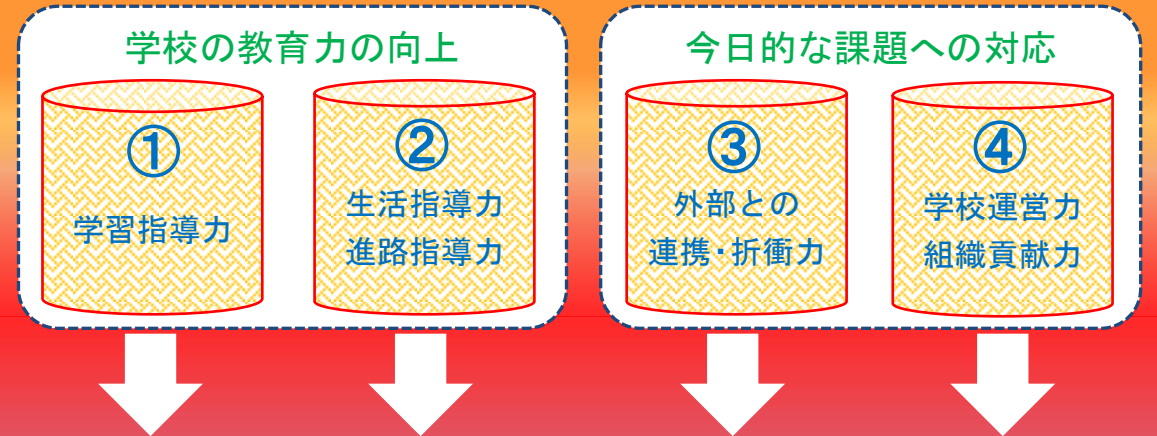 学校の教育力の向上
①
学習指導力
②
生活指導力
進路指導力
今日的な課題への対応
③
外部との
連携・折衝力
④
学校運営力
組織貢献力